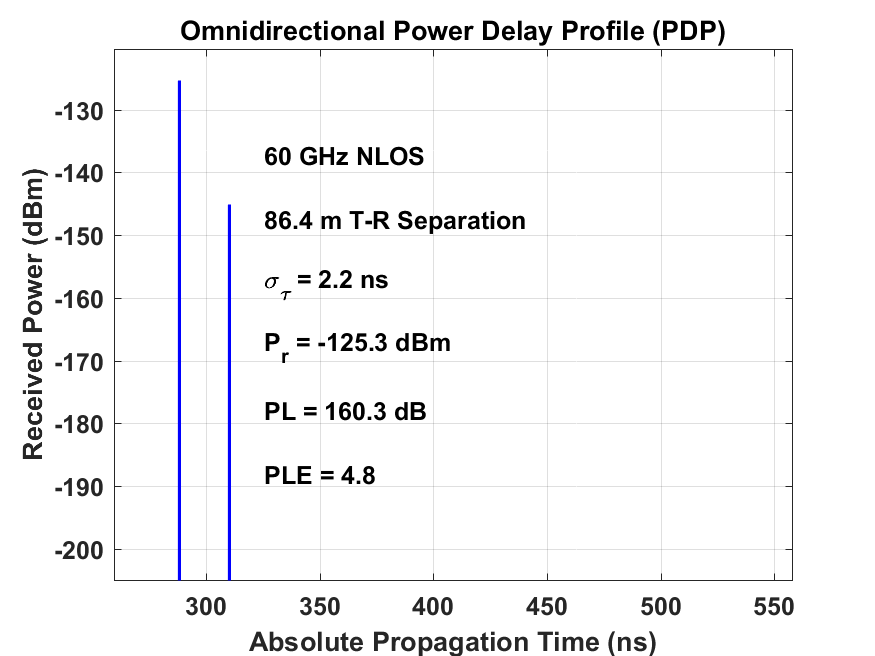 Omnidirectional Power Delay Profile (PDP)
Received Power (dBm)
-130
-140
-150
-160
-170
-180
-190
-200
60 GHz NLOS
86.4 m T-R Separation
σ_τ = 2.2 ns
P_r = -125.3 dBm
PL = 160.3 dB
PLE = 4.8
300 350 400 450 500 550
Absolute Propagation Time (ns)